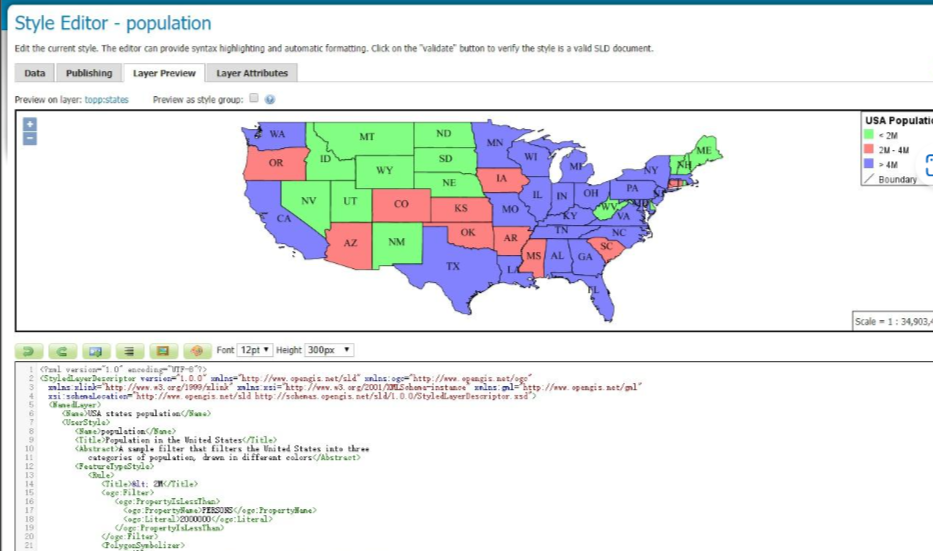 Style Editor - population
Edit the current style. The editor can provide syntax highlighting and automatic formatting. Click on the "validate" button to verify the style is a valid SLD document.
Data Publishing Layer Preview Layer Attributes
Preview on layer: topp:states Preview as style group:
+
-
WA
MT
ND
MN
OR
ID
WY
SD
WI
MI
NY
ME
NH
NE
IA
PA
NV
UT
CO
KS
MO
IL
IN
OH
WV
VA
MD
CA
KY
AZ
NM
OK
AR
TN
NC
SC
TX
LA
MS
AL
GA
FL
USA Populatio
< 2M
2M - 4M
> 4M
Boundary
Scale = 1 : 34,903,4
Font 12pt Height 300px
1 <?xml version="1.0" encoding="UTF-8"?>
2 <StyledLayerDescriptor version="1.0.0" xmlns="http://www.opengis.net/sld" xmlns:ogc="http://www.opengis.net/ogc"
3 xmlns:xlink="http://www.w3.org/1999/xlink" xmlns:xsi="http://www.w3.org/2001/XMLSchema-instance" xmlns:gml="http://www.opengis.net/gml"
4 xsi:schemaLocation="http://www.opengis.net/sld http://schemas.opengis.net/sld/1.0.0/StyledLayerDescriptor.xsd">
5 <NamedLayer>
6 <Name>USA states population</Name>
7 <UserStyle>
8 <Name>population</Name>
9 <Title>Population in the United States</Title>
10 <Abstract>A sample filter that filters the United States into three
11 categories of population, drawn in different colors</Abstract>
12 <FeatureTypeStyle>
13 <Rule>
14 <Title>&lt; 2M</Title>
15 <ogc:Filter>
16 <ogc:PropertyIsLessThan>
17 <ogc:PropertyName>PERSONS</ogc:PropertyName>
18 <ogc:Literal>2000000</ogc:Literal>
19 </ogc:PropertyIsLessThan>
20 </ogc:Filter>
21 <PolygonSymbolizer>